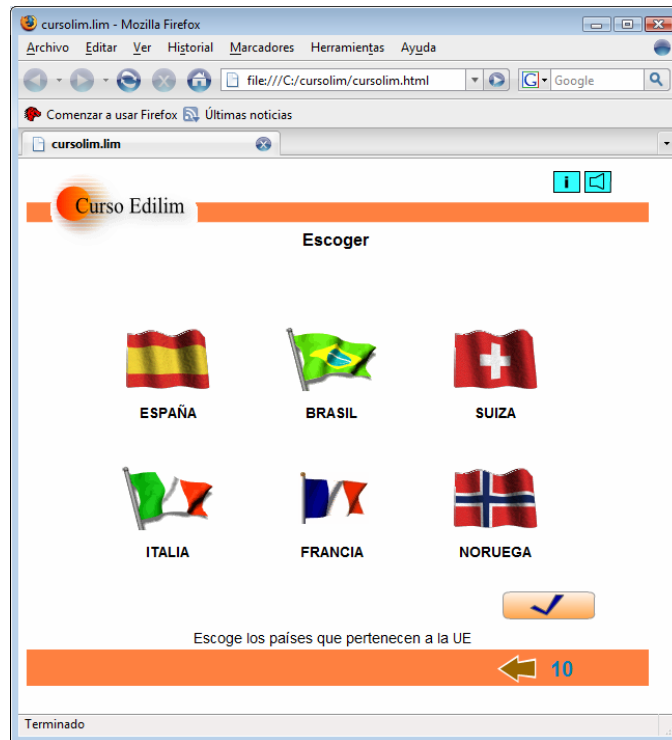 cursolim.lim - Mozilla Firefox
Archivo Editar Ver Historial Marcadores Herramientas Ayuda
file:///C:/cursolim/cursolim.html
G Google
Comenzar a usar Firefox Últimas noticias
cursolim.lim
i
Curso Edilim
Escoger
ESPAÑA BRASIL SUIZA
ITALIA FRANCIA NORUEGA
Escoge los países que pertenecen a la UE
10
Terminado